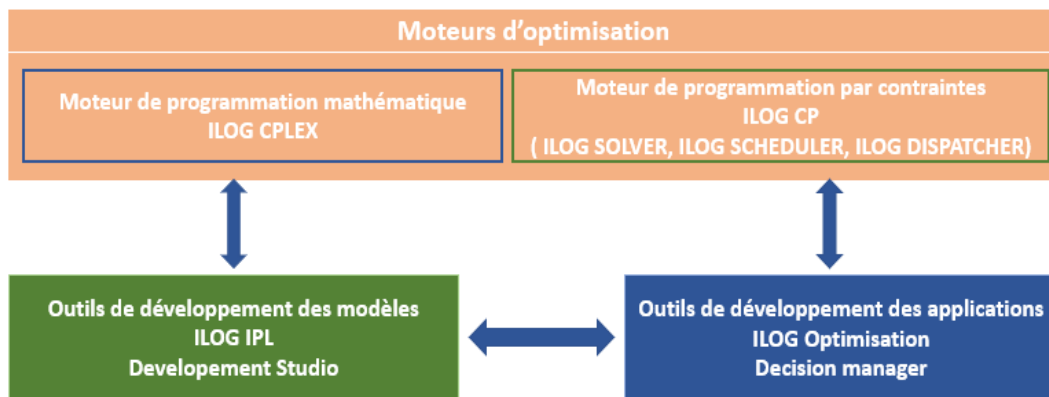 Moteurs d'optimisation
Moteur de programmation mathématique
ILOG CPLEX
Moteur de programmation par contraintes
ILOG CP
( ILOG SOLVER, ILOG SCHEDULER, ILOG DISPATCHER)
Outils de développement des modèles
ILOG IPL
Developement Studio
Outils de développement des applications
ILOG Optimisation
Decision manager